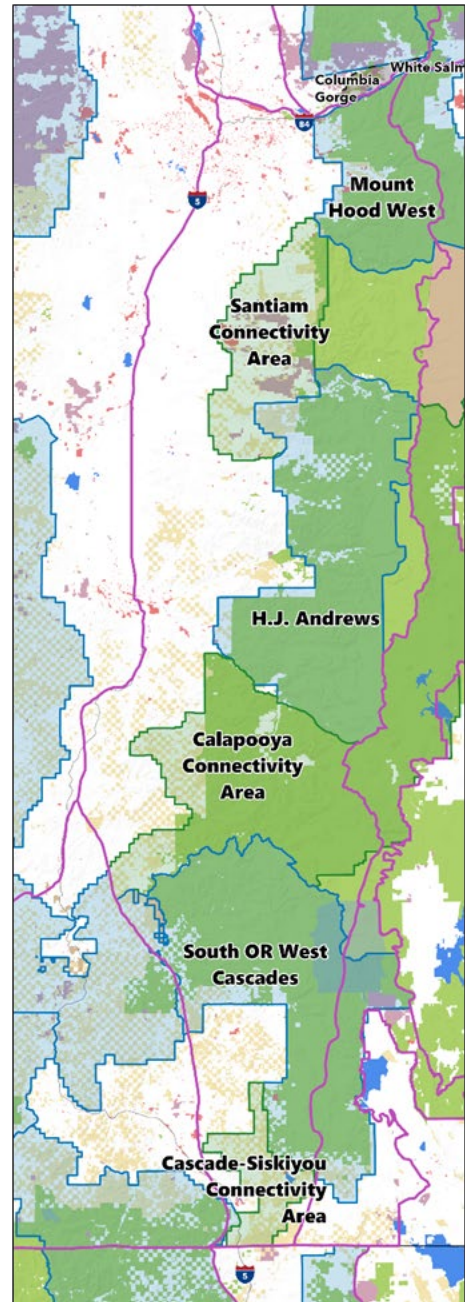 White Salm
Columbia
Gorge
84
5
Mount
Hood West
Santiam
Connectivity
Area
H.J. Andrews
Calapooya
Connectivity
Area
South OR West
Cascades
Cascade-Siskiyou
Connectivity
Area
5